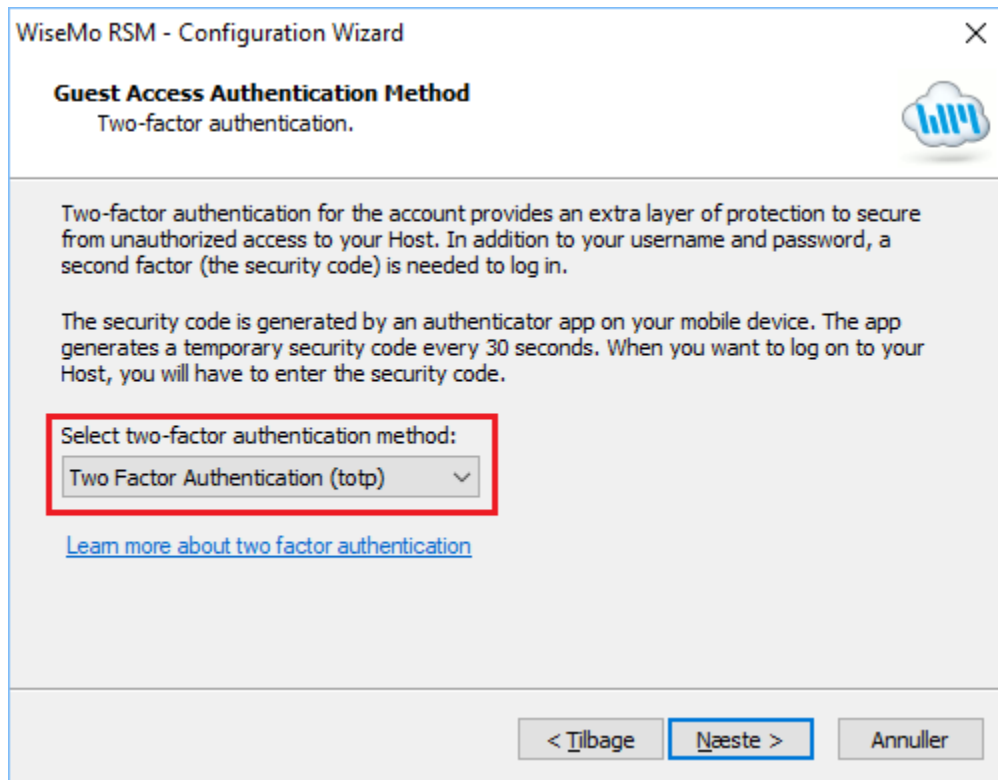 WiseMo RSM - Configuration Wizard
Guest Access Authentication Method
Two-factor authentication.
Two-factor authentication for the account provides an extra layer of protection to secure
from unauthorized access to your Host. In addition to your username and password, a
second factor (the security code) is needed to log in.
The security code is generated by an authenticator app on your mobile device. The app
generates a temporary security code every 30 seconds. When you want to log on to your
Host, you will have to enter the security code.
Select two-factor authentication method:
Two Factor Authentication (totp)
Learn more about two factor authentication
< Tilbage
Næste >
Annuller